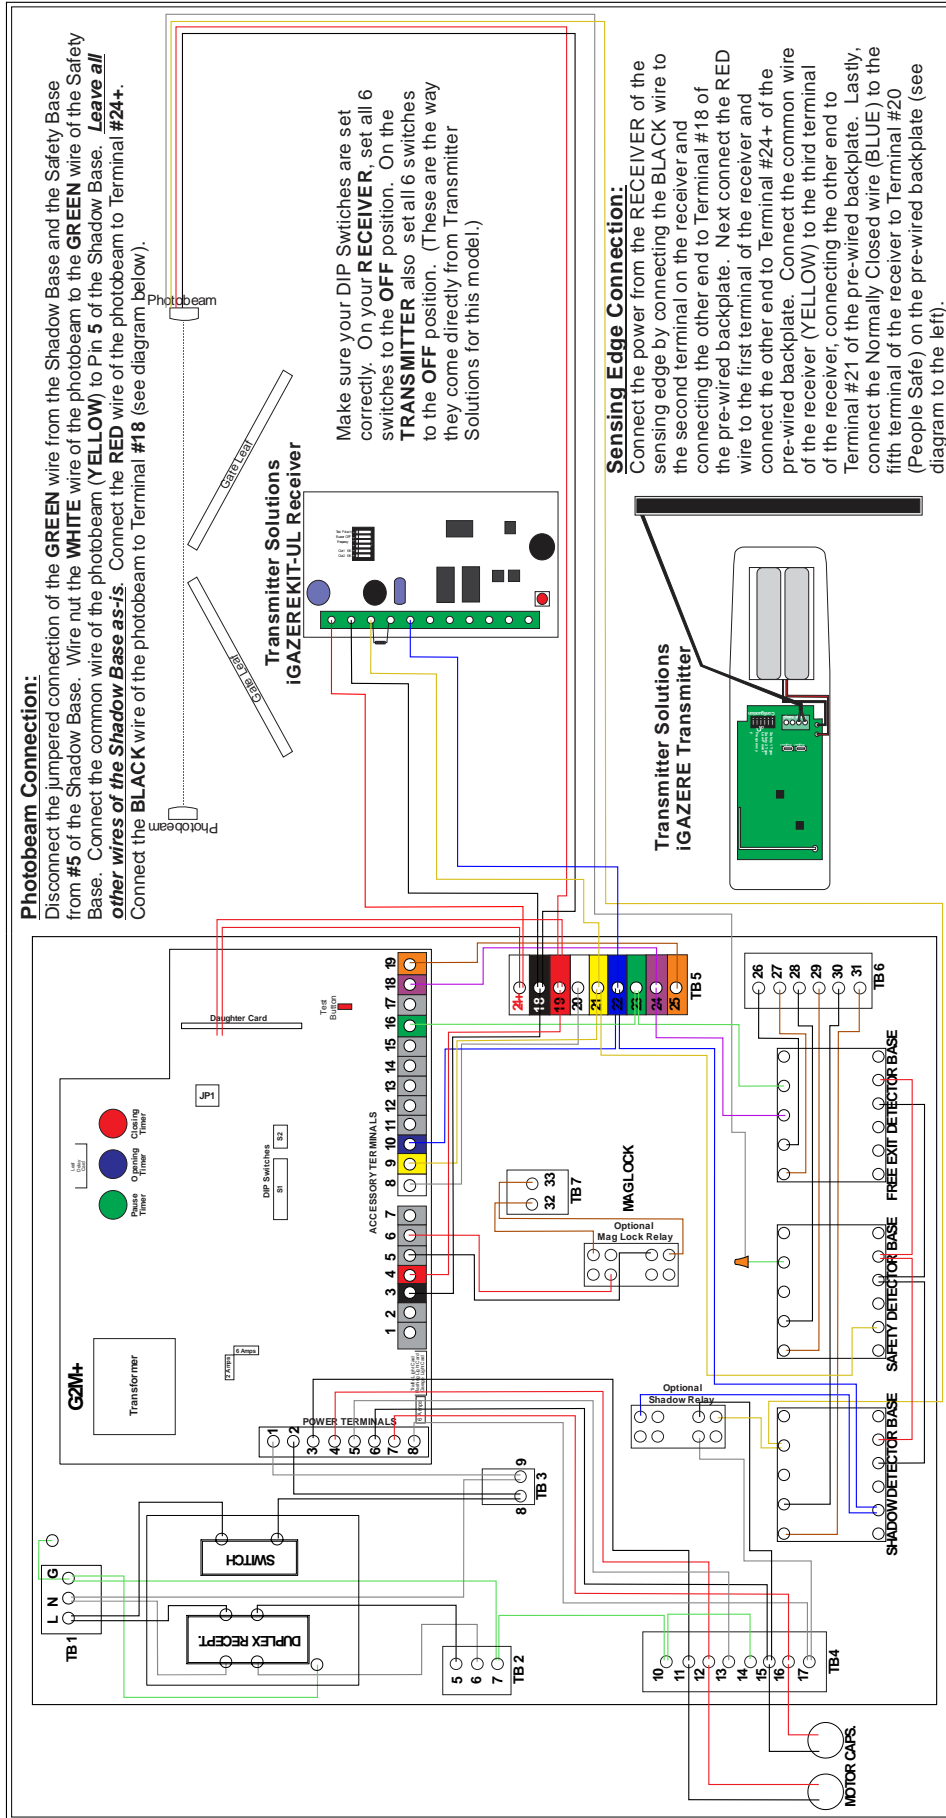 Photobeam Connection:
Disconnect the jumpered connection of the GREEN wire from the Shadow Base and the Safety Base
from #5 of the Shadow Base. Wire nut the WHITE wire of the photobeam to the GREEN wire of the Safety
Base. Connect the common wire of the photobeam (YELLOW) to Pin 5 of the Shadow Base. Leave all
other wires of the Shadow Base as-is. Connect the RED wire of the photobeam to Terminal #24+.
Connect the BLACK wire of the photobeam to Terminal #18 (see diagram below).
Photobeam
Photobeam
Gate Leaf
Gate Leaf
Transmitter Solutions
iGAZEREKIT-UL Receiver
Make sure your DIP Swtiches are set
correctly. On your RECEIVER, set all 6
switches to the OFF position. On the
TRANSMITTER also set all 6 switches
to the OFF position. (These are the way
they come directly from Transmitter
Solutions for this model.)
Sensing Edge Connection:
Connect the power from the RECEIVER of the
sensing edge by connecting the BLACK wire to
the second terminal on the receiver and
connecting the other end to Terminal #18 of
the pre-wired backplate. Next connect the RED
wire to the first terminal of the receiver and
connect the other end to Terminal #24+ of the
pre-wired backplate. Connect the common wire
of the receiver (YELLOW) to the third terminal
of the receiver, connecting the other end to
Terminal #21 of the pre-wired backplate. Lastly,
connect the Normally Closed wire (BLUE) to the
fifth terminal of the receiver to Terminal #20
(People Safe) on the pre-wired backplate (see
diagram to the left).
Transmitter Solutions
iGAZERE Transmitter
G2M+
Transformer
Leaf
Delay
Card
Pause
Timer
Opening
Timer
Closing
Timer
JP1
Daughter Card
Test
Button
DIP Switches
S1
S2
2 Amps
6 Amps
6 Amps
POWER TERMINALS
1
2
3
4
5
6
7
8
ACCESSORY TERMINALS
1
2
3
4
5
6
7
8
9
10
11
12
13
14
15
16
17
18
19
L
N
G
TB1
SWITCH
DUPLEX RECEPT.
5
6
7
TB2
8
9
TB3
32
33
TB7
MAGLOCK
Optional
Mag Lock Relay
24+
18
19
20
21
22
23
24
25
TB5
10
11
12
13
14
15
16
17
TB4
MOTOR CAPS.
Optional
Shadow Relay
SHADOW DETECTOR BASE
SAFETY DETECTOR BASE
FREE EXIT DETECTOR BASE
26
27
28
29
30
31
TB6